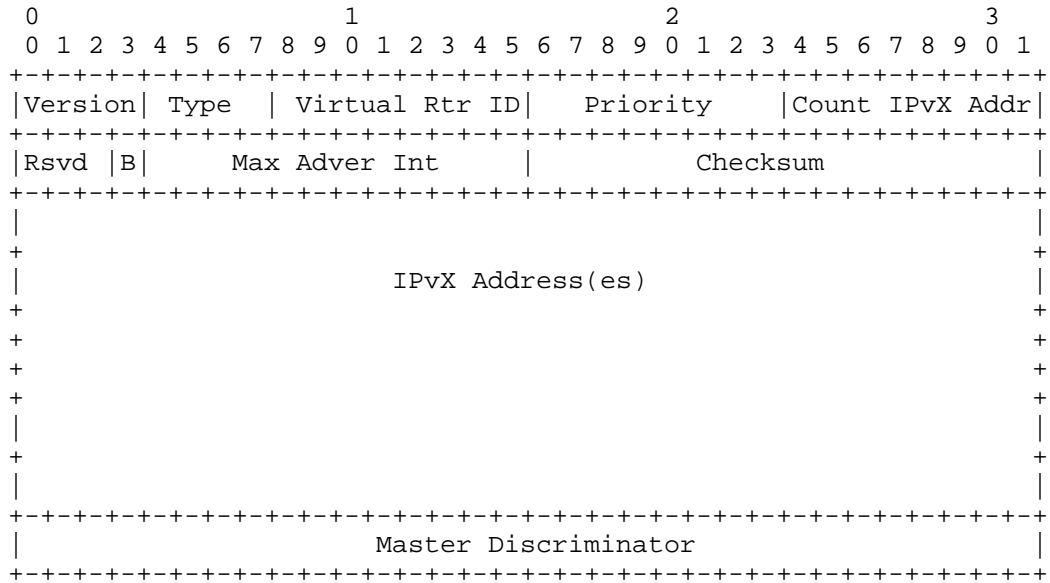 0                   1                   2                   3
 0 1 2 3 4 5 6 7 8 9 0 1 2 3 4 5 6 7 8 9 0 1 2 3 4 5 6 7 8 9 0 1
+-+-+-+-+-+-+-+-+-+-+-+-+-+-+-+-+-+-+-+-+-+-+-+-+-+-+-+-+-+-+-+-+
|Version| Type  | Virtual Rtr ID|   Priority    |Count IPvX Addr|
+-+-+-+-+-+-+-+-+-+-+-+-+-+-+-+-+-+-+-+-+-+-+-+-+-+-+-+-+-+-+-+-+
|Rsvd |B|     Max Adver Int     |          Checksum             |
+-+-+-+-+-+-+-+-+-+-+-+-+-+-+-+-+-+-+-+-+-+-+-+-+-+-+-+-+-+-+-+-+
|                                                               |
+                                                               +
|                       IPvX Address(es)                        |
+                                                               +
+                                                               +
+                                                               +
+                                                               +
|                                                               |
+                                                               +
|                                                               |
+-+-+-+-+-+-+-+-+-+-+-+-+-+-+-+-+-+-+-+-+-+-+-+-+-+-+-+-+-+-+-+-+
|                      Master Discriminator                     |
+-+-+-+-+-+-+-+-+-+-+-+-+-+-+-+-+-+-+-+-+-+-+-+-+-+-+-+-+-+-+-+-+